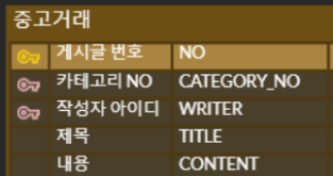 중고거래
게시글 번호 NO
카테고리 NO CATEGORY_NO
작성자 아이디 WRITER
제목 TITLE
내용 CONTENT